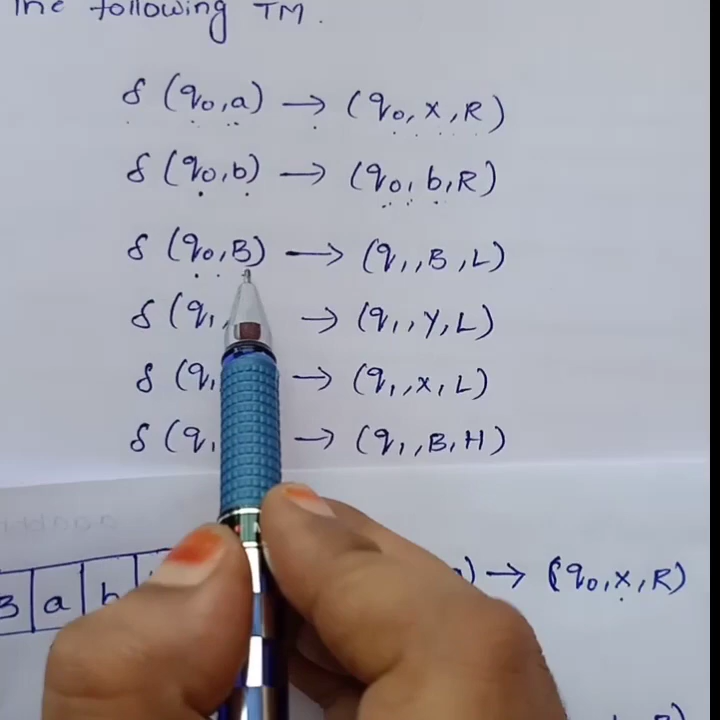 The following TM.
δ (q₀,a) → (q₀, x, R)
δ (q₀,b) → (q₀, b, R)
δ (q₀,B) → (q₁, B, L)
δ (q₁, → (q₁, y, L)
δ (q₁ → (q₁, x, L)
δ (q₁ → (q₁, B, H)
B a b ) → (q₀, x, R)